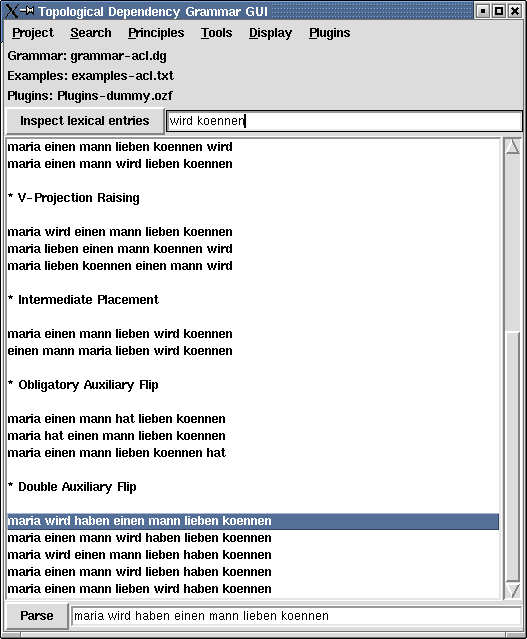 Topological Dependency Grammar GUI
Project Search Principles Tools Display Plugins
Grammar: grammar-acl.dg
Examples: examples-acl.txt
Plugins: Plugins-dummy.ozf
Inspect lexical entries wird koennen
maria einen mann lieben koennen wird
maria einen mann wird lieben koennen
* V-Projection Raising
maria wird einen mann lieben koennen
maria lieben einen mann koennen wird
maria lieben koennen einen mann wird
* Intermediate Placement
maria einen mann lieben wird koennen
einen mann maria lieben wird koennen
* Obligatory Auxiliary Flip
maria einen mann hat lieben koennen
maria hat einen mann lieben koennen
maria einen mann lieben koennen hat
* Double Auxiliary Flip
maria wird haben einen mann lieben koennen
maria einen mann wird haben lieben koennen
maria wird einen mann lieben haben koennen
maria einen mann wird lieben haben koennen
maria einen mann lieben wird haben koennen
Parse maria wird haben einen mann lieben koennen